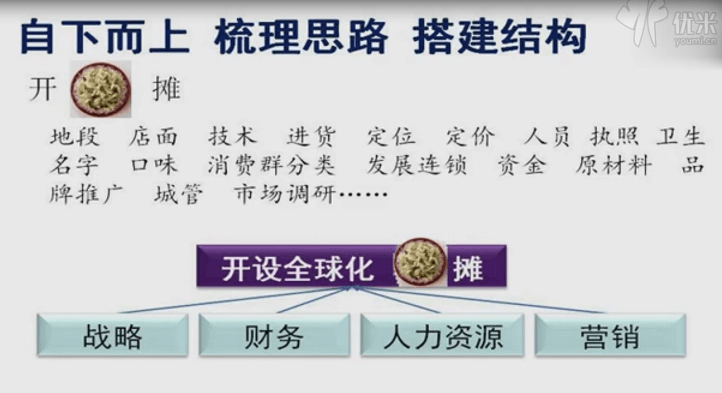 优米
youmi.cn
自下而上 梳理思路 搭建结构
开 摊
地段 店面 技术 进货 定位 定价 人员 执照 卫生
名字 口味 消费群分类 发展连锁 资金 原材料 品
牌推广 城管 市场调研……
开设全球化 摊
战略 财务 人力资源 营销